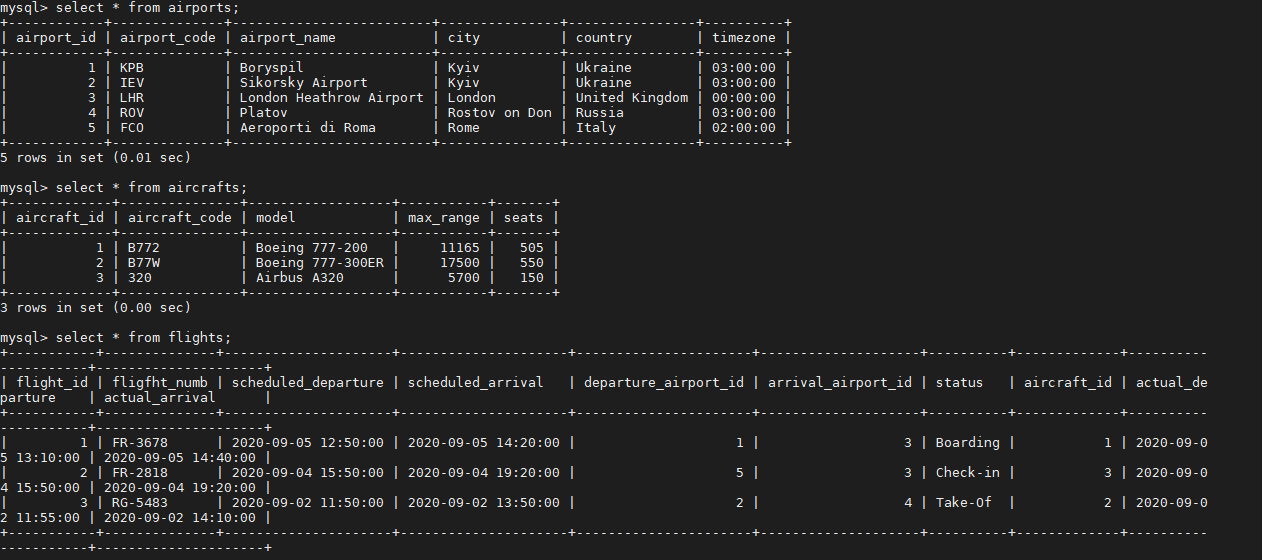 mysql> select * from airports;
+------------+--------------+-------------------------+---------------+----------------+----------+
| airport_id | airport_code | airport_name            | city          | country        | timezone |
+------------+--------------+-------------------------+---------------+----------------+----------+
|          1 | KPB          | Boryspil                | Kyiv          | Ukraine        | 03:00:00 |
|          2 | IEV          | Sikorsky Airport        | Kyiv          | Ukraine        | 03:00:00 |
|          3 | LHR          | London Heathrow Airport | London        | United Kingdom | 00:00:00 |
|          4 | ROV          | Platov                  | Rostov on Don | Russia         | 03:00:00 |
|          5 | FCO          | Aeroporti di Roma       | Rome          | Italy          | 02:00:00 |
+------------+--------------+-------------------------+---------------+----------------+----------+
5 rows in set (0.01 sec)
mysql> select * from aircrafts;
+-------------+---------------+------------------+-----------+-------+
| aircraft_id | aircraft_code | model            | max_range | seats |
+-------------+---------------+------------------+-----------+-------+
|           1 | B772          | Boeing 777-200   |     11165 |   505 |
|           2 | B77W          | Boeing 777-300ER |     17500 |   550 |
|           3 | 320           | Airbus A320      |      5700 |   150 |
+-------------+---------------+------------------+-----------+-------+
3 rows in set (0.00 sec)
mysql> select * from flights;
+-----------+--------------+---------------------+---------------------+----------------------+--------------------+----------+-------------+----------
-----------+---------------------+
| flight_id | fligfht_numb | scheduled_departure | scheduled_arrival   | departure_airport_id | arrival_airport_id | status   | aircraft_id | actual_de
parture    | actual_arrival      |
+-----------+--------------+---------------------+---------------------+----------------------+--------------------+----------+-------------+----------
-----------+---------------------+
|         1 | FR-3678      | 2020-09-05 12:50:00 | 2020-09-05 14:20:00 |                    1 |                  3 | Boarding |           1 | 2020-09-0
5 13:10:00 | 2020-09-05 14:40:00 |
|         2 | FR-2818      | 2020-09-04 15:50:00 | 2020-09-04 19:20:00 |                    5 |                  3 | Check-in |           3 | 2020-09-0
4 15:50:00 | 2020-09-04 19:20:00 |
|         3 | RG-5483      | 2020-09-02 11:50:00 | 2020-09-02 13:50:00 |                    2 |                  4 | Take-Of  |           2 | 2020-09-0
2 11:55:00 | 2020-09-02 14:10:00 |
+-----------+--------------+---------------------+---------------------+----------------------+--------------------+----------+-------------+----------
-----------+---------------------+